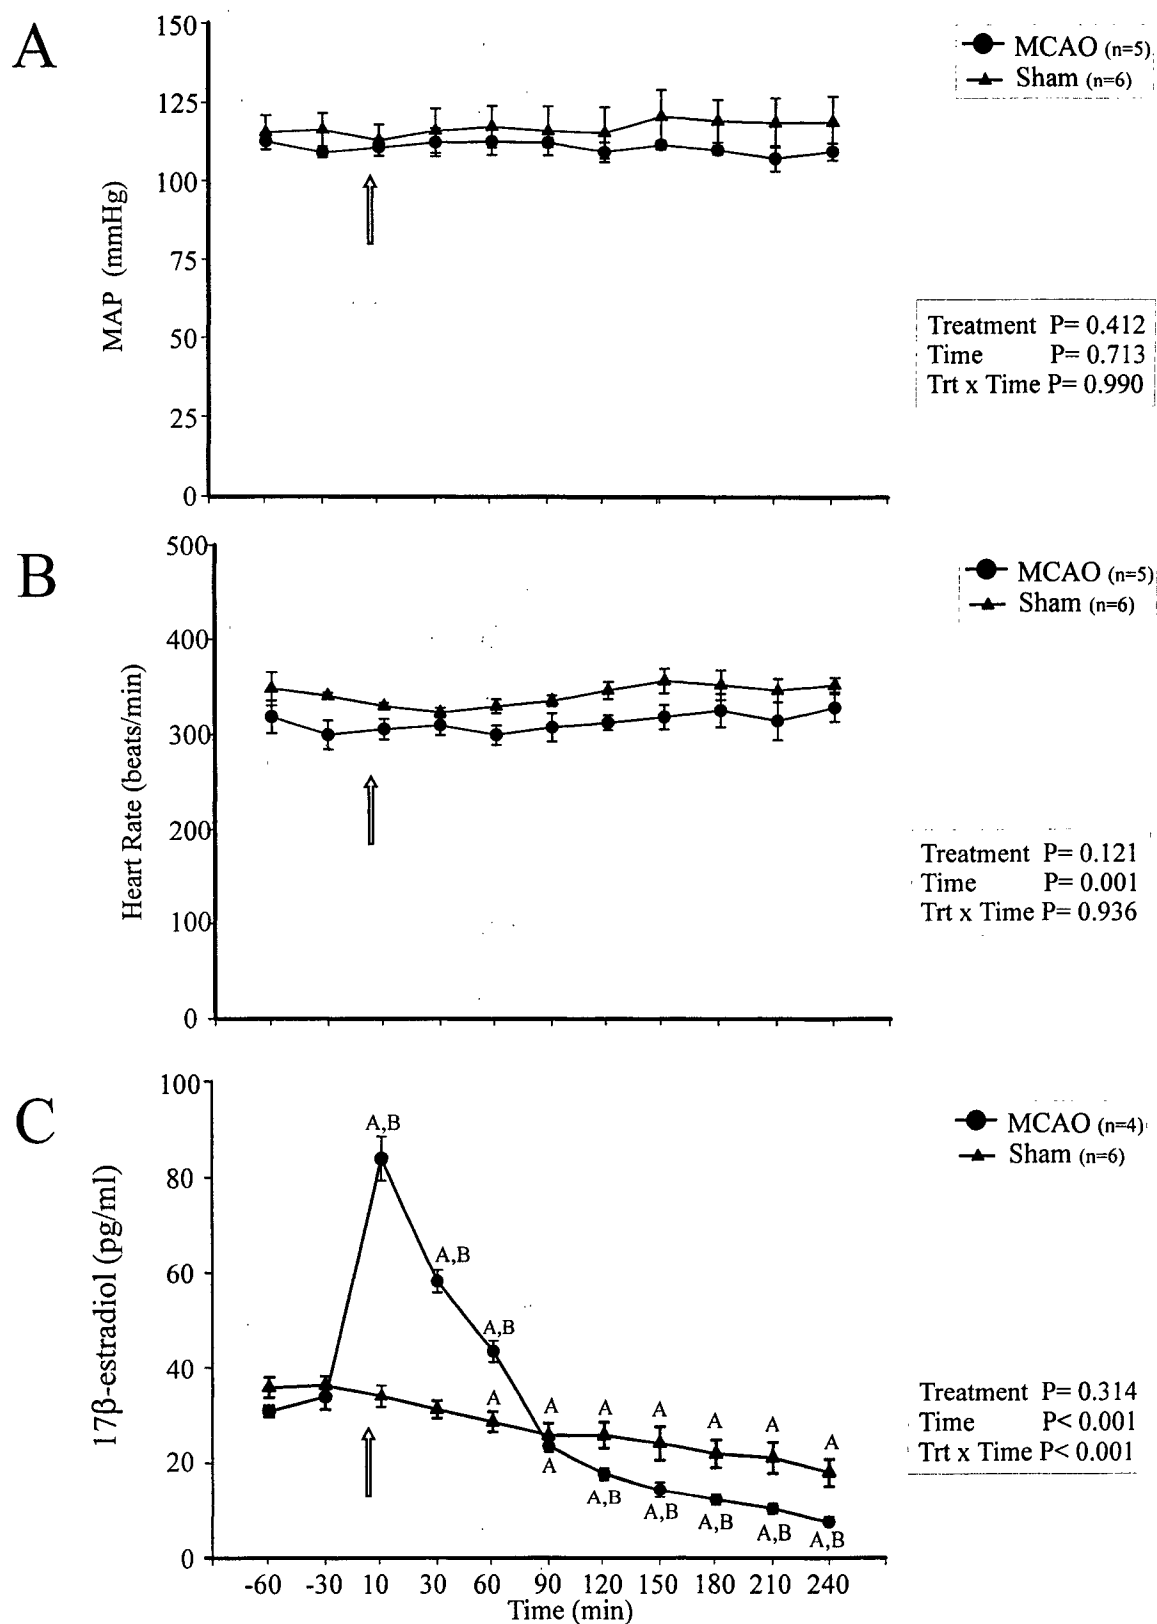 A
150
125
100
75
50
25
0
MAP (mmHg)
MCAO (n=5)
Sham (n=6)
Treatment P= 0.412
Time P= 0.713
Trt x Time P= 0.990
B
500
400
300
200
100
0
Heart Rate (beats/min)
MCAO (n=5)
Sham (n=6)
Treatment P= 0.121
Time P= 0.001
Trt x Time P= 0.936
C
100
80
60
40
20
0
17β-estradiol (pg/ml)
MCAO (n=4)
Sham (n=6)
A,B
A,B
A,B
A A A A A A A
A A,B A,B A,B A,B A,B
Treatment P= 0.314
Time P< 0.001
Trt x Time P< 0.001
-60 -30 10 30 60 90 120 150 180 210 240
Time (min)